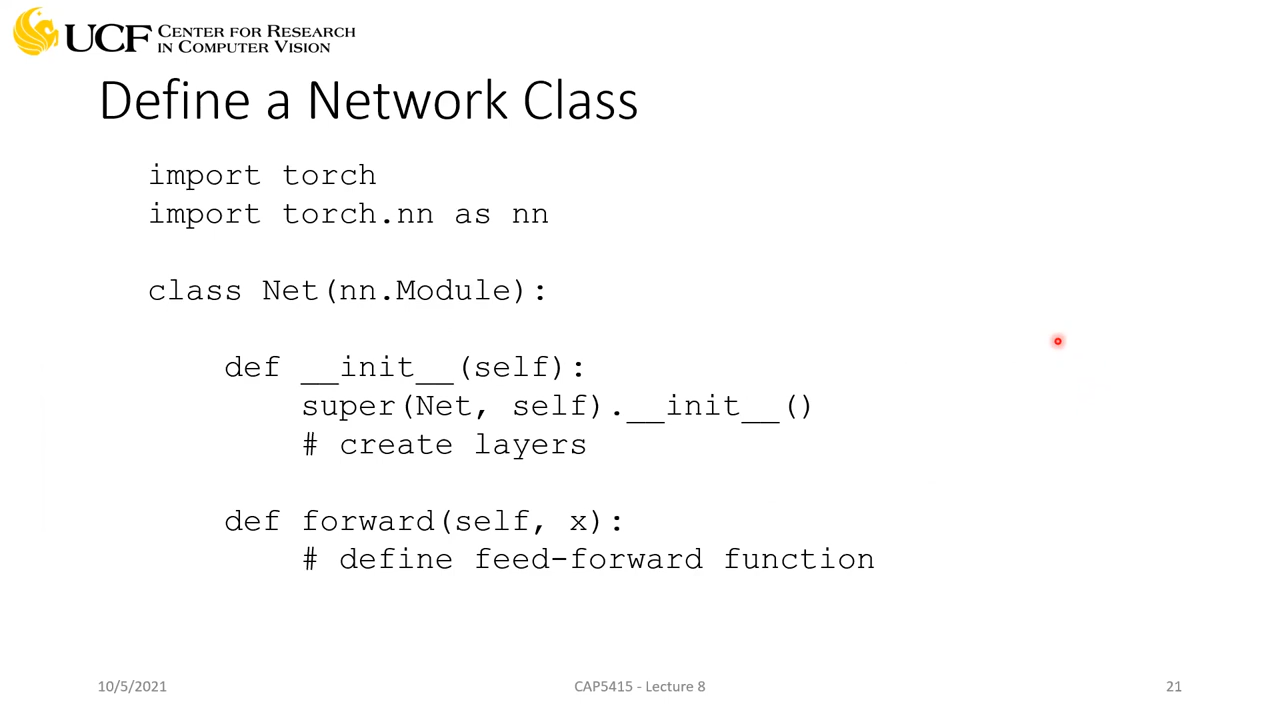 UCF CENTER FOR RESEARCH
IN COMPUTER VISION
Define a Network Class
import torch
import torch.nn as nn
class Net(nn.Module):
def __init__(self):
super(Net, self).__init__()
# create layers
def forward(self, x):
# define feed-forward function
10/5/2021
CAP5415 - Lecture 8
21